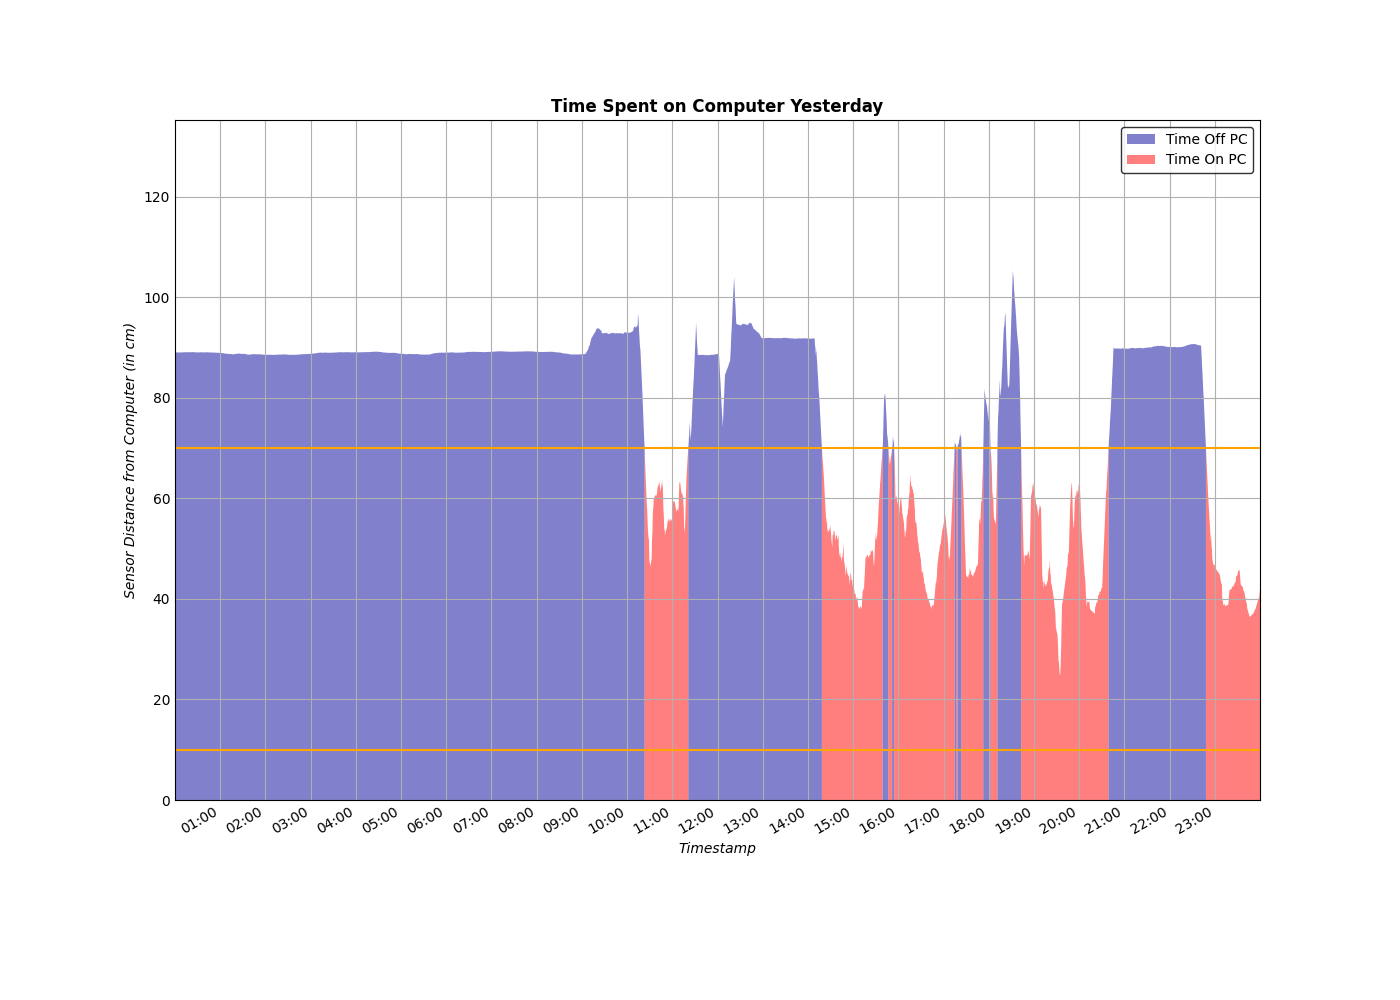 Time Spent on Computer Yesterday
Time Off PC
Time On PC
Sensor Distance from Computer (in cm)
120
100
80
60
40
20
0
01:00 02:00 03:00 04:00 05:00 06:00 07:00 08:00 09:00 10:00 11:00 12:00 13:00 14:00 15:00 16:00 17:00 18:00 19:00 20:00 21:00 22:00 23:00
Timestamp